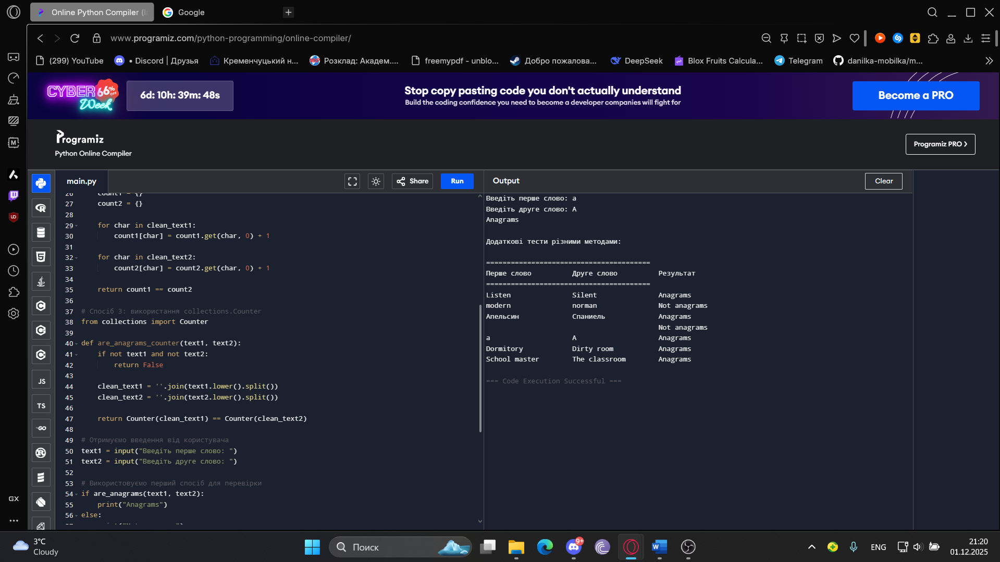 Online Python Compiler (I
Google
www.programiz.com/python-programming/online-compiler/
(299) YouTube
• Discord | Друзья
Кременчуцький н...
Розклад: Академ....
freemypdf - unblo...
Добро пожалова...
DeepSeek
Blox Fruits Calcula...
Telegram
danilka-mobilka/m...
CYBER Week 66% OFF
6d: 10h: 39m: 48s
Stop copy pasting code you don't actually understand
Build the coding confidence you need to become a developer companies will fight for
Become a PRO
Programiz
Python Online Compiler
Programiz PRO
main.py
Share
Run
Output
Clear
26 count1 = {}
27 count2 = {}
28
29 for char in clean_text1:
30 count1[char] = count1.get(char, 0) + 1
31
32 for char in clean_text2:
33 count2[char] = count2.get(char, 0) + 1
34
35 return count1 == count2
36
37 # Спосіб 3: використання collections.Counter
38 from collections import Counter
39
40 def are_anagrams_counter(text1, text2):
41 if not text1 and not text2:
42 return False
43
44 clean_text1 = ''.join(text1.lower().split())
45 clean_text2 = ''.join(text2.lower().split())
46
47 return Counter(clean_text1) == Counter(clean_text2)
48
49 # Отримуємо введення від користувача
50 text1 = input("Введіть перше слово: ")
51 text2 = input("Введіть друге слово: ")
52
53 # Використовуємо перший спосіб для перевірки
54 if are_anagrams(text1, text2):
55 print("Anagrams")
56 else:
Введіть перше слово: a
Введіть друге слово: A
Anagrams
Додаткові тести різними методами:
========================================
Перше слово Друге слово Результат
========================================
Listen Silent Anagrams
modern norman Not anagrams
Апельсин Спаниель Anagrams
Not anagrams
a A Anagrams
Dormitory Dirty room Anagrams
School master The classroom Anagrams
=== Code Execution Successful ===
JS
TS
GO
GX
3°C
Cloudy
Поиск
9+
ENG
21:20
01.12.2025